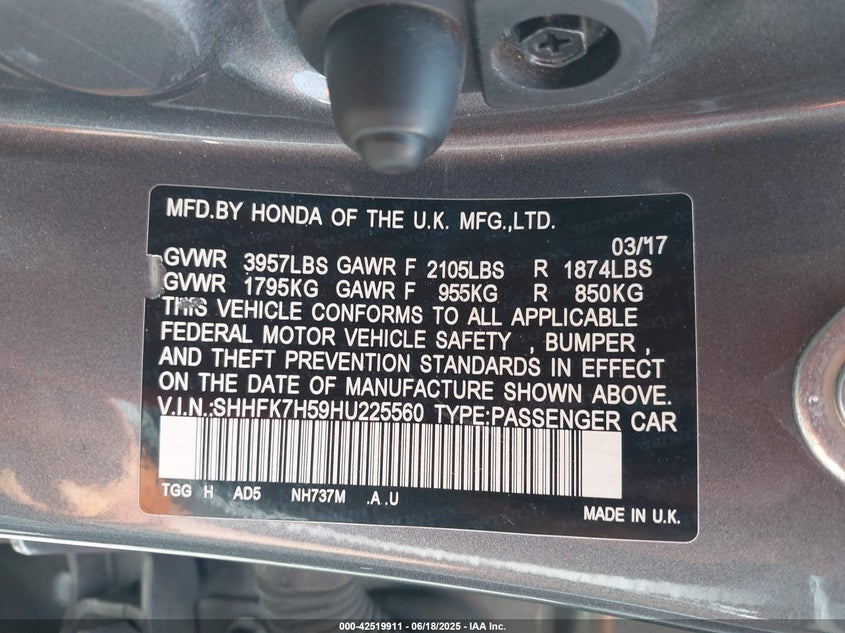 MFD.BY HONDA OF THE U.K. MFG.,LTD.
03/17
GVWR 3957LBS GAWR F 2105LBS R 1874LBS
GVWR 1795KG GAWR F 955KG R 850KG
THIS VEHICLE CONFORMS TO ALL APPLICABLE
FEDERAL MOTOR VEHICLE SAFETY , BUMPER ,
AND THEFT PREVENTION STANDARDS IN EFFECT
ON THE DATE OF MANUFACTURE SHOWN ABOVE.
V.I.N.:SHHFK7H59HU225560 TYPE:PASSENGER CAR
TGG H AD5 NH737M .A .U
MADE IN U.K.
000-42519911 - 06/18/2025 - IAA Inc.